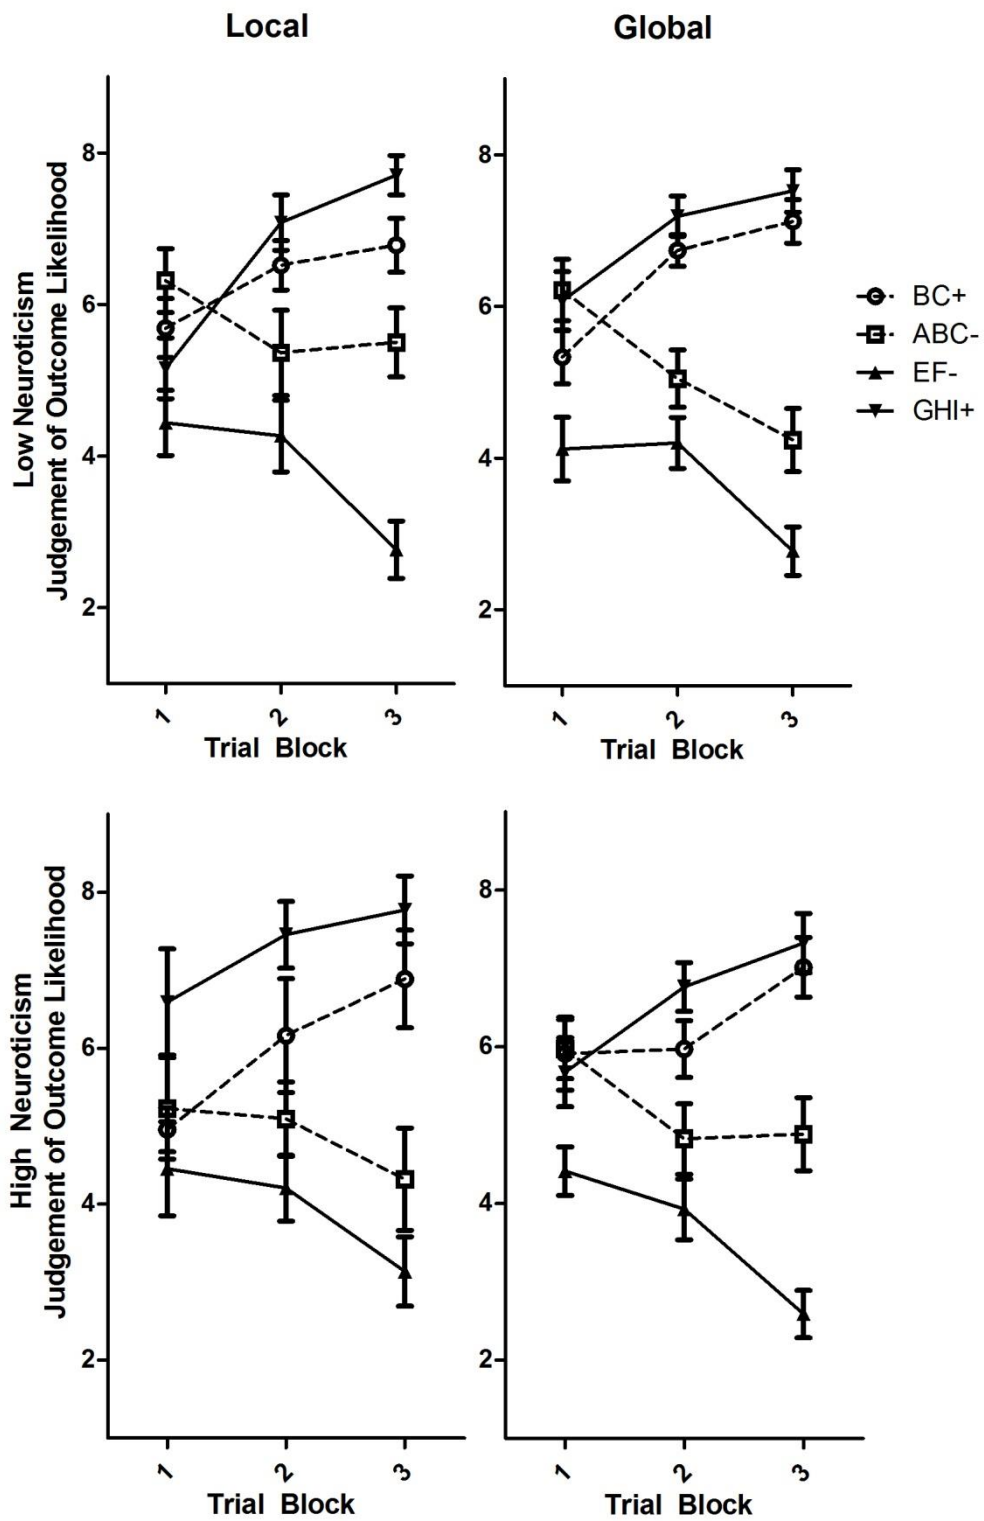 Local
Global
Low Neuroticism
Judgement of Outcome Likelihood
8
6
4
2
1
2
3
Trial Block
8
6
4
2
1
2
3
Trial Block
BC+
ABC-
EF-
GHI+
High Neuroticism
Judgement of Outcome Likelihood
8
6
4
2
1
2
3
Trial Block
8
6
4
2
1
2
3
Trial Block